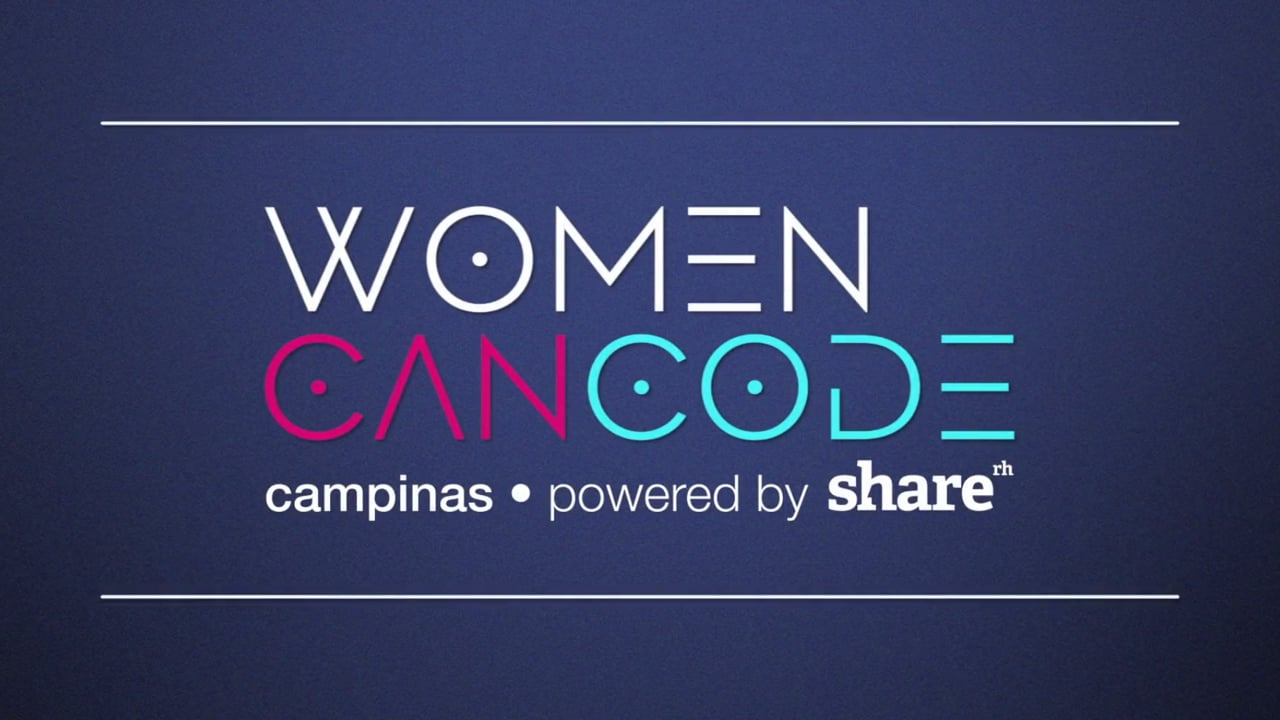 WOMEN
CANCODE
campinas • powered by share rh